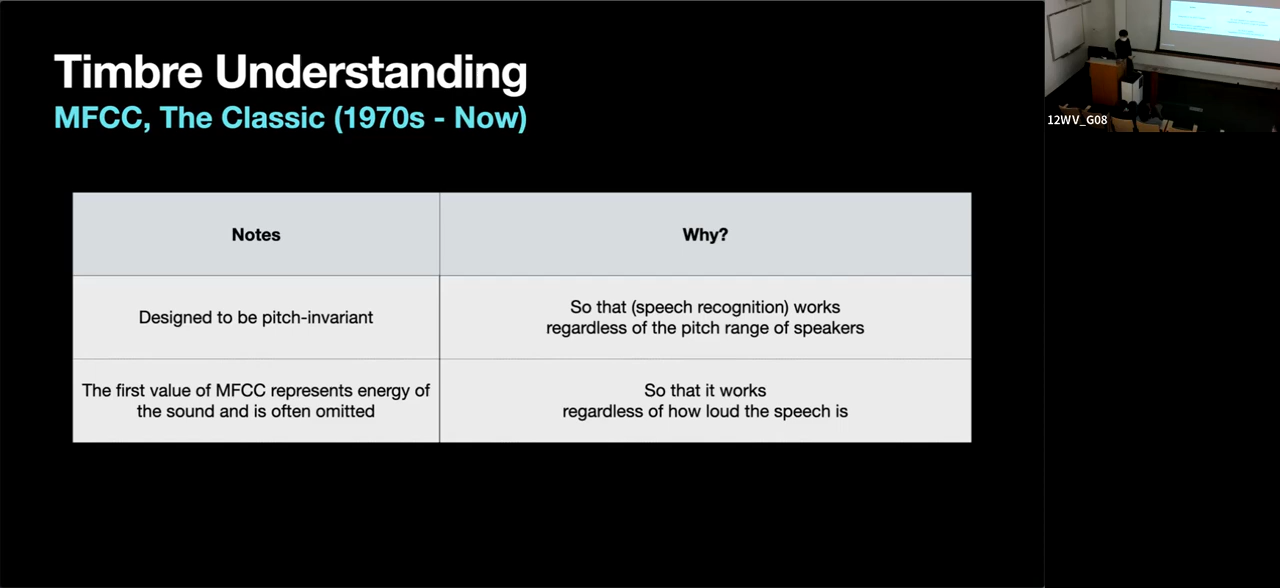 Timbre Understanding
MFCC, The Classic (1970s - Now)
Notes
Why?
Designed to be pitch-invariant
So that (speech recognition) works
regardless of the pitch range of speakers
The first value of MFCC represents energy of
the sound and is often omitted
So that it works
regardless of how loud the speech is
12WV_G08